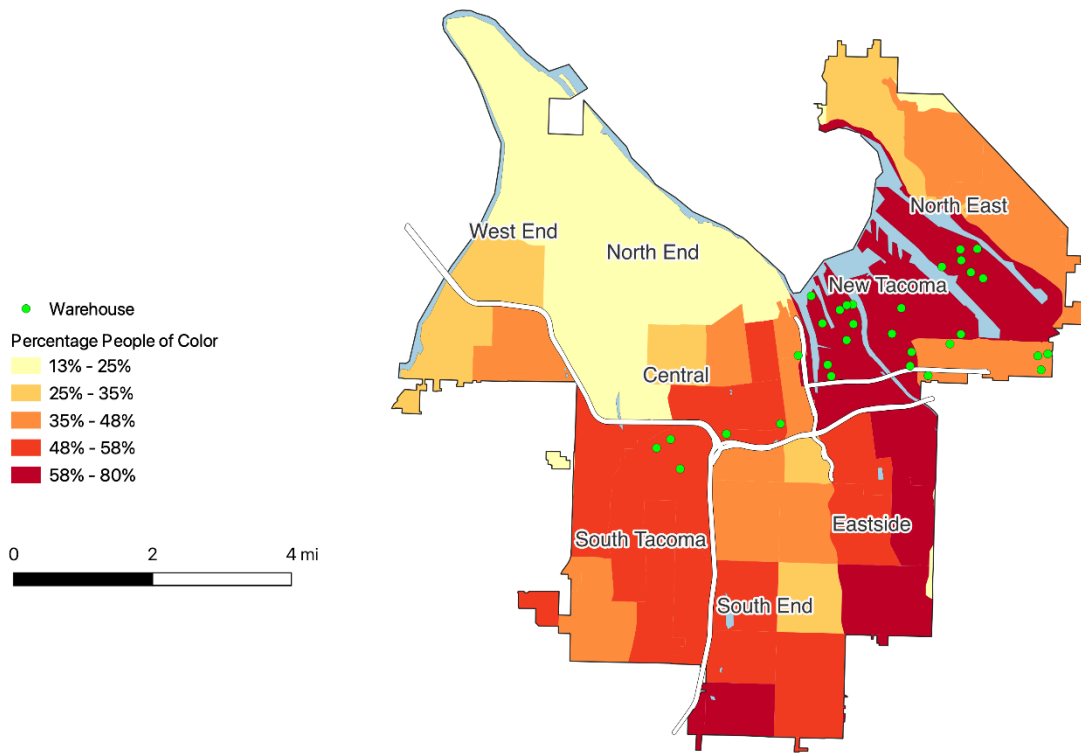 North East
West End
North End
New Tacoma
Warehouse
Percentage People of Color
13% - 25%
25% - 35%
35% - 48%
48% - 58%
58% - 80%
Central
Eastside
South Tacoma
0 2 4 mi
South End